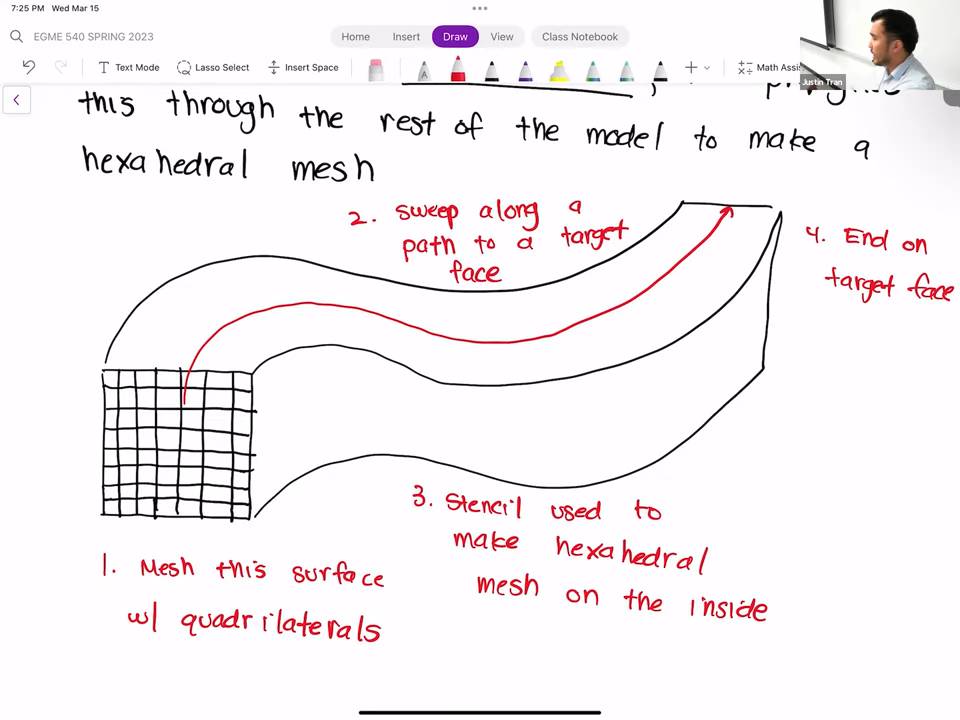 7:25 PM Wed Mar 15
EGME 540 SPRING 2023
Home Insert Draw View Class Notebook
Text Mode Lasso Select Insert Space Math Assis
Justin Tran
this through the rest of the model to make a
hexahedral mesh
2. sweep along a
path to a target
face
4. End on
target face
3. Stencil used to
make hexahedral
mesh on the inside
1. Mesh this surface
w/ quadrilaterals